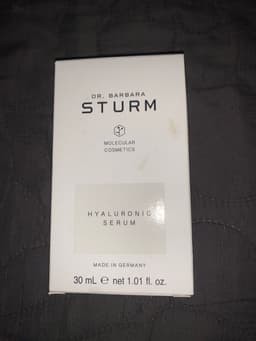 DR. BARBARA
STURM
MOLECULAR
COSMETICS
HYALURONIC
SERUM
MADE IN GERMANY
30 mL ℮ net 1.01 fl. oz.